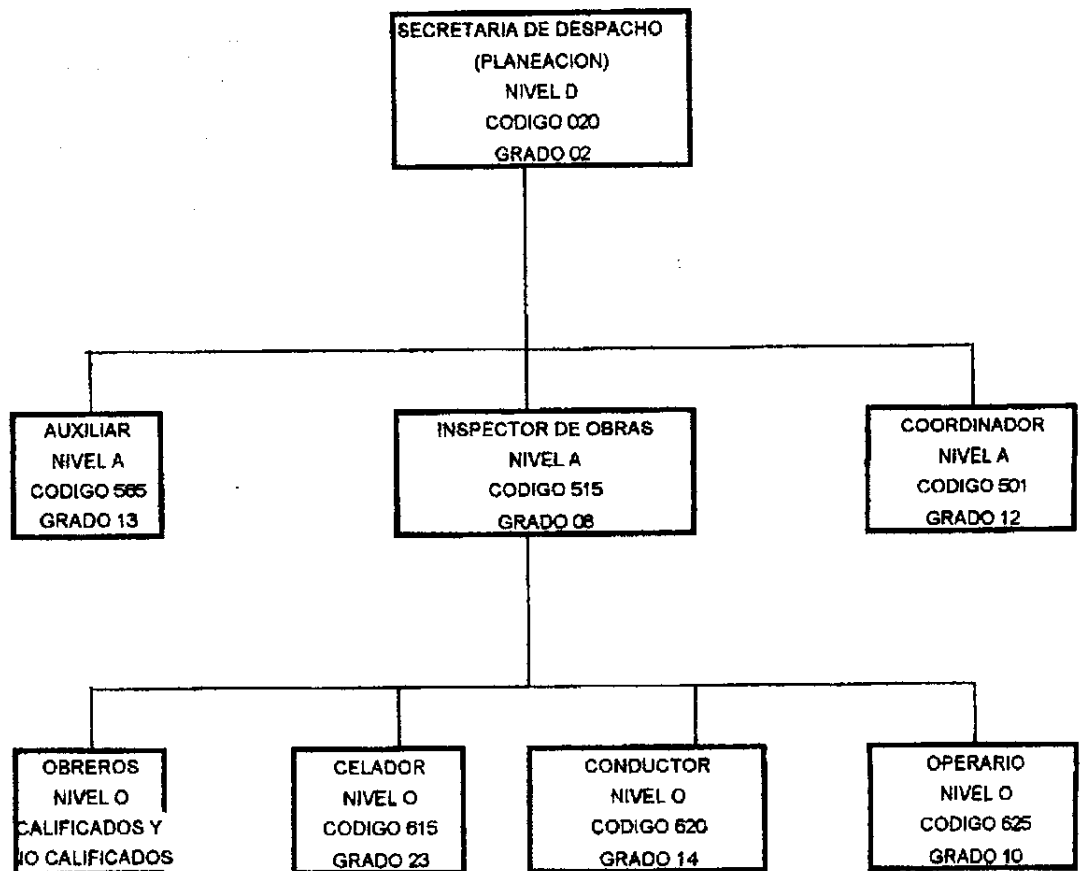 SECRETARIA DE DESPACHO
(PLANEACION)
NIVEL D
CODIGO 020
GRADO 02
AUXILIAR
NIVEL A
CODIGO 565
GRADO 13
INSPECTOR DE OBRAS
NIVEL A
CODIGO 515
GRADO 08
COORDINADOR
NIVEL A
CODIGO 501
GRADO 12
OBREROS
NIVEL O
CALIFICADOS Y
NO CALIFICADOS
CELADOR
NIVEL O
CODIGO 615
GRADO 23
CONDUCTOR
NIVEL O
CODIGO 620
GRADO 14
OPERARIO
NIVEL O
CODIGO 625
GRADO 10